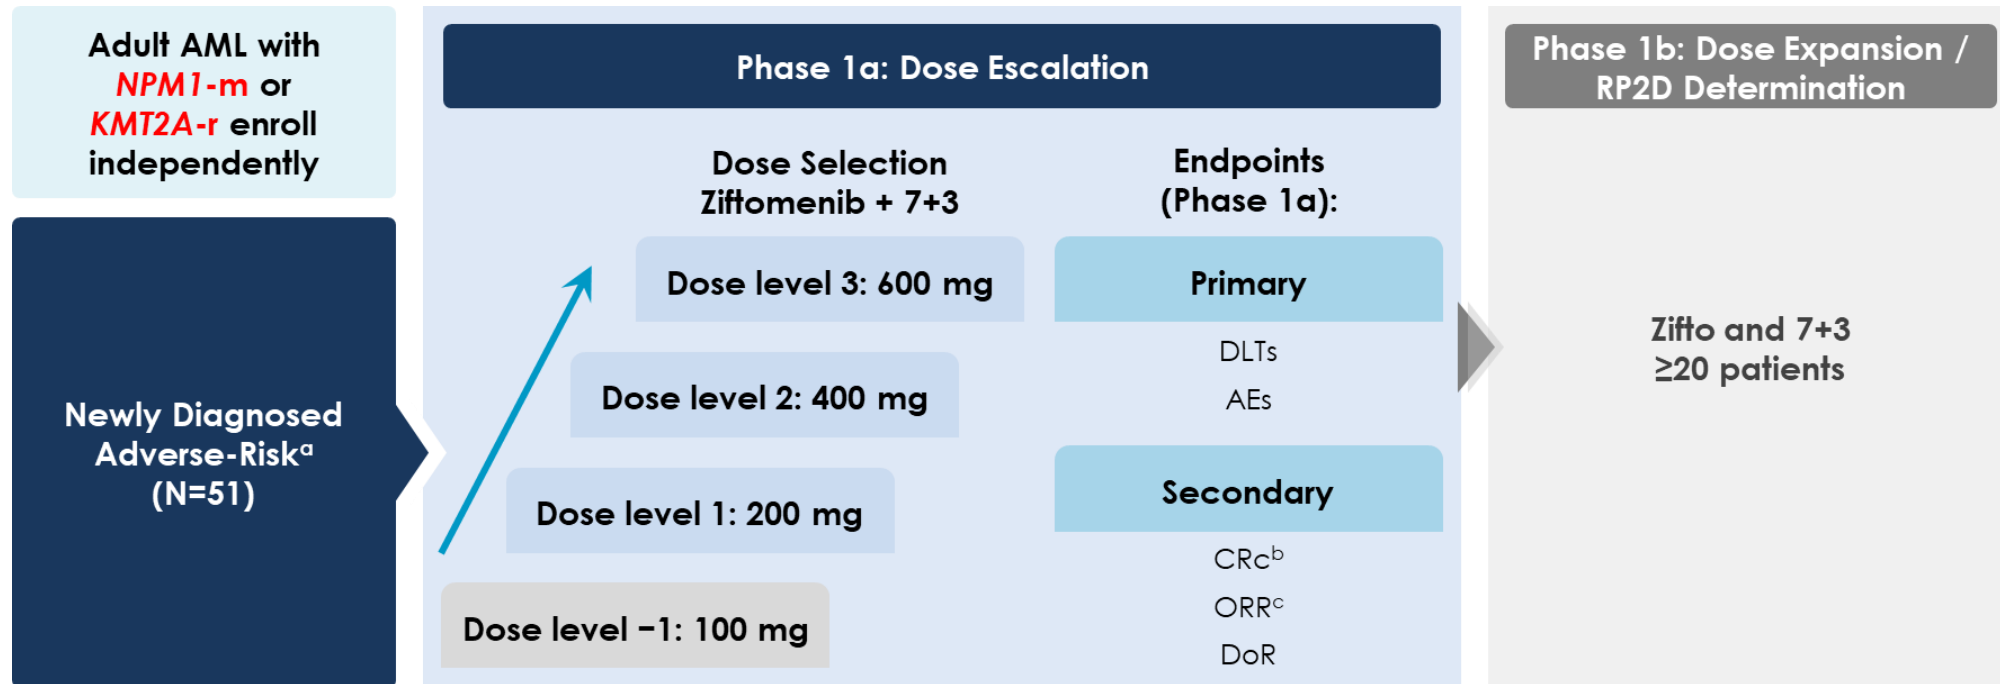 Adult AML with
NPM1-m or
KMT2A-r enroll
independently
Newly Diagnosed
Adverse-Riskᵃ
(N=51)
Phase 1a: Dose Escalation
Dose Selection
Ziftomenib + 7+3
Dose level 3: 600 mg
Dose level 2: 400 mg
Dose level 1: 200 mg
Dose level −1: 100 mg
Endpoints
(Phase 1a):
Primary
DLTs
AEs
Secondary
CRcᵇ
ORRᶜ
DoR
Phase 1b: Dose Expansion /
RP2D Determination
Zifto and 7+3
≥20 patients